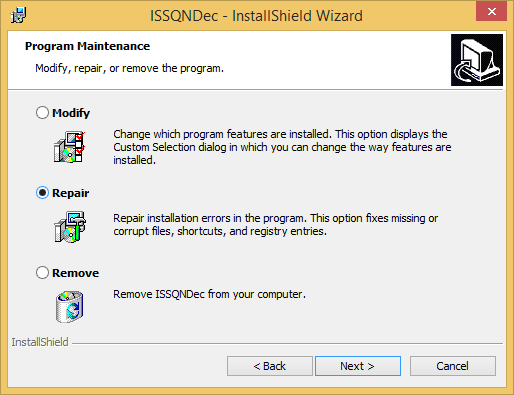 ISSQNDec - InstallShield Wizard
Program Maintenance
Modify, repair, or remove the program.
Modify
Change which program features are installed. This option displays the
Custom Selection dialog in which you can change the way features are
installed.
Repair
Repair installation errors in the program. This option fixes missing or
corrupt files, shortcuts, and registry entries.
Remove
Remove ISSQNDec from your computer.
InstallShield
< Back
Next >
Cancel